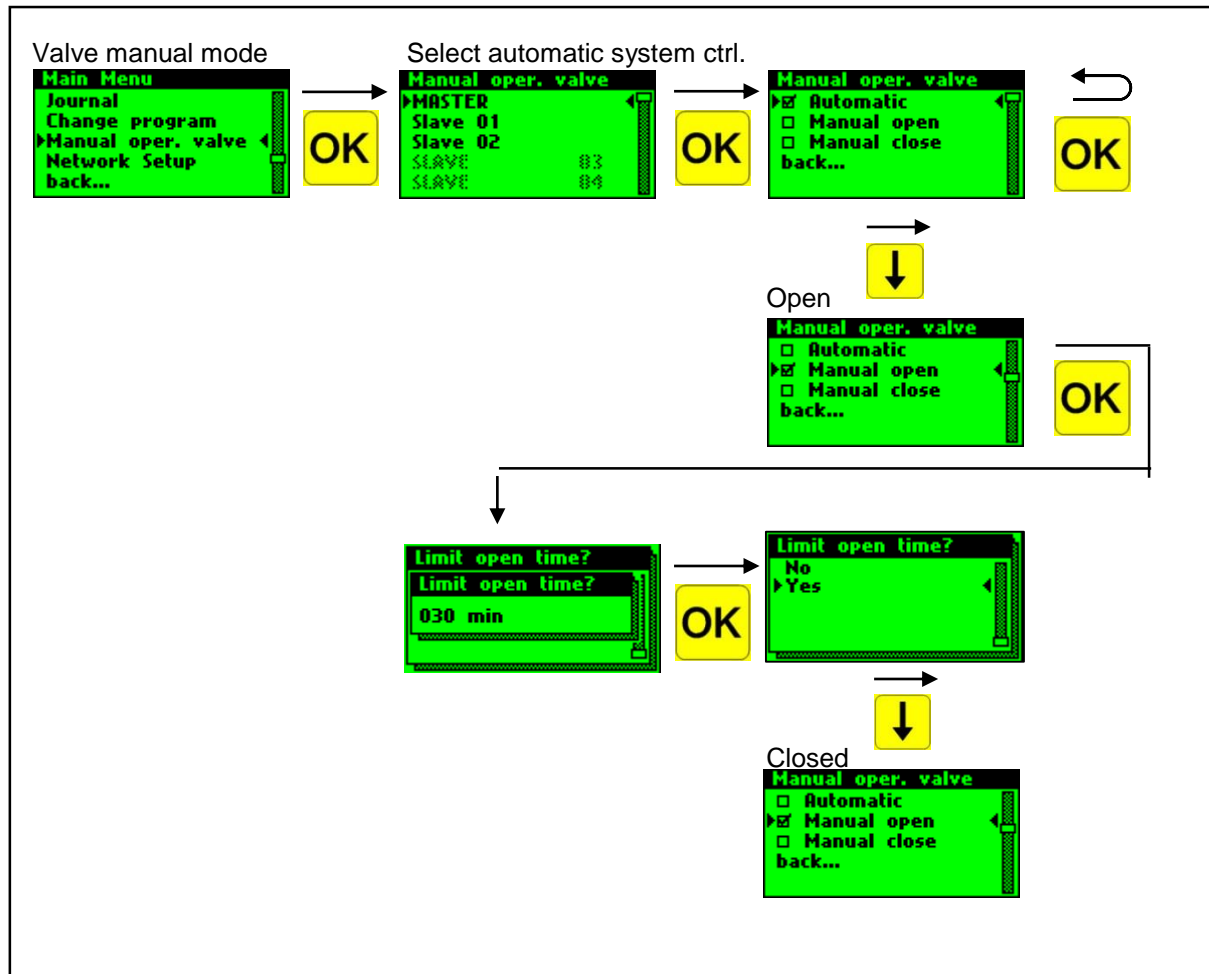 Valve manual mode
Select automatic system ctrl.
Main Menu
Journal
Change program
Manual oper. valve
Network Setup
back...
OK
Manual oper. valve
MASTER
Slave 01
Slave 02
SLAVE 03
SLAVE 04
OK
Manual oper. valve
Automatic
Manual open
Manual close
back...
OK
Open
Manual oper. valve
Automatic
Manual open
Manual close
back...
OK
Limit open time?
Limit open time?
030 min
OK
Limit open time?
No
Yes
Closed
Manual oper. valve
Automatic
Manual open
Manual close
back...